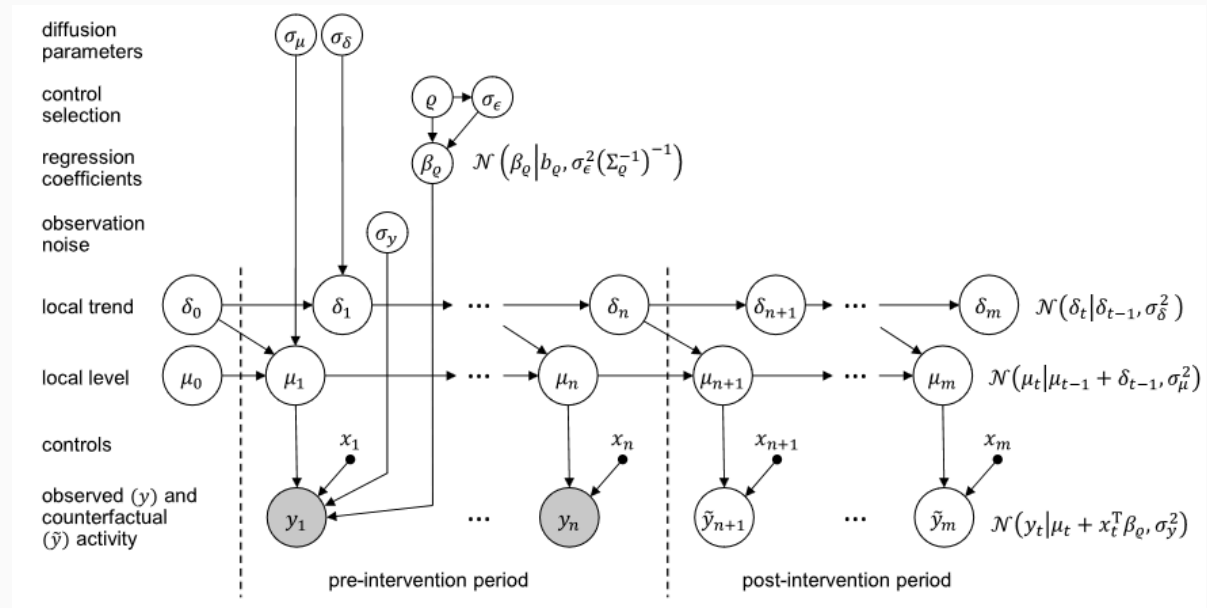 diffusion
parameters
σ_μ σ_δ
control
selection
ϱ σ_ϵ
regression
coefficients
β_ϱ 𝒩(β_ϱ|b_ϱ, σ_ϵ^2(Σ_ϱ^{-1})^{-1})
observation
noise
σ_y
local trend δ_0 δ_1 ... δ_n δ_{n+1} ... δ_m 𝒩(δ_t|δ_{t-1}, σ_δ^2)
local level μ_0 μ_1 ... μ_n μ_{n+1} ... μ_m 𝒩(μ_t|μ_{t-1} + δ_{t-1}, σ_μ^2)
controls x_1 x_n x_{n+1} x_m
observed (y) and
counterfactual
(ỹ) activity
y_1 ... y_n ỹ_{n+1} ... ỹ_m 𝒩(y_t|μ_t + x_t^T β_ϱ, σ_y^2)
pre-intervention period post-intervention period